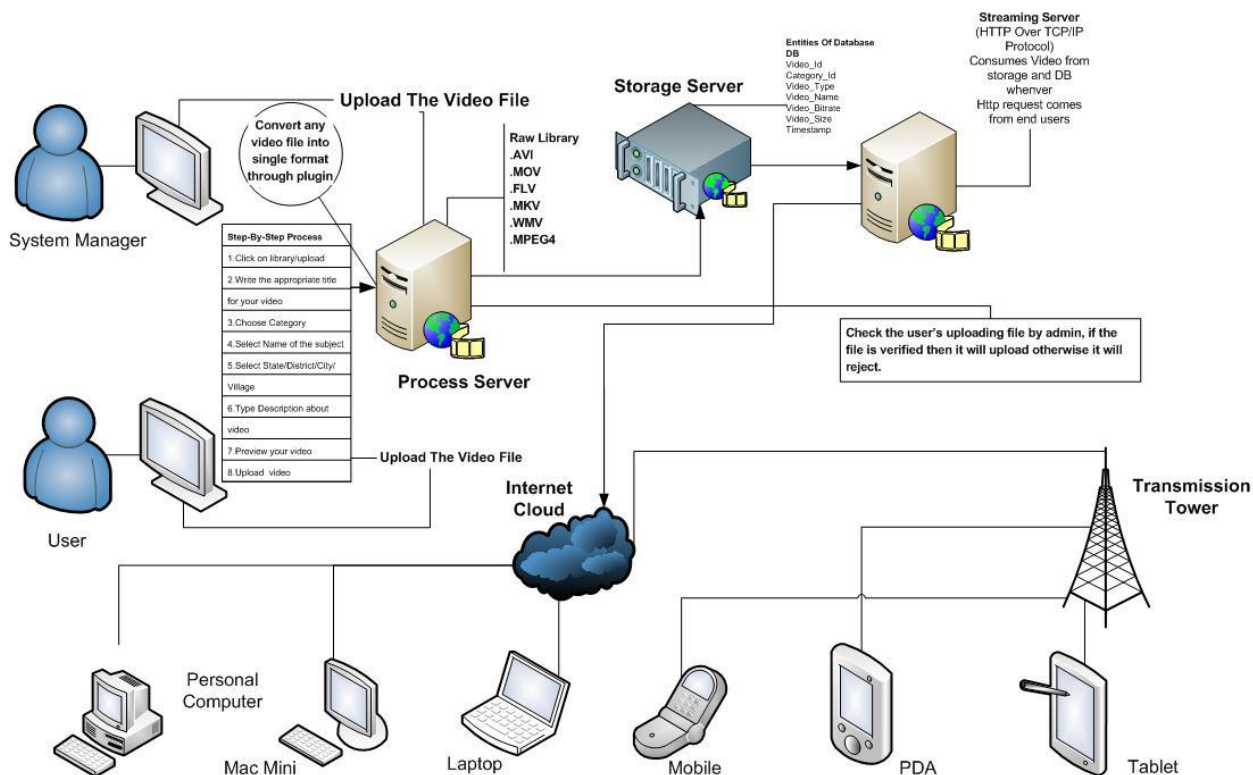 Streaming Server
(HTTP Over TCP/IP
Protocol)
Consumes Video from
storage and DB
whenver
Http request comes
from end users
Entities Of Database
DB
Video_Id
Category_Id
Video_Type
Video_Name
Video_Bitrate
Video_Size
Timestamp
Storage Server
Upload The Video File
Convert any
video file into
single format
through plugin
Raw Library
.AVI
.MOV
.FLV
.MKV
.WMV
.MPEG4
System Manager
Step-By-Step Process
1.Click on library/upload
2.Write the appropriate title
for your video
3.Choose Category
4.Select Name of the subject
5.Select State/District/City/
Village
6.Type Description about
video
7.Preview your video
8.Upload video
Process Server
Check the user's uploading file by admin, if the
file is verified then it will upload otherwise it will
reject.
Upload The Video File
User
Internet
Cloud
Transmission
Tower
Personal
Computer
Mac Mini
Laptop
Mobile
PDA
Tablet